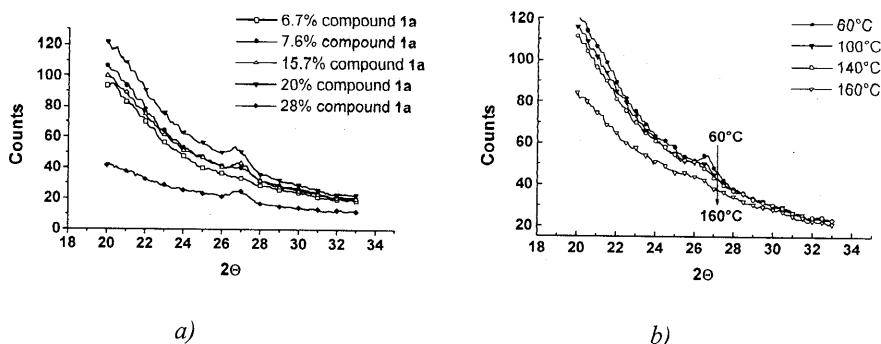 6.7% compound 1a
7.6% compound 1a
15.7% compound 1a
20% compound 1a
28% compound 1a
120
100
80
60
40
20
0
Counts
18 20 22 24 26 28 30 32 34
2Θ
a)
60°C
100°C
140°C
160°C
120
100
80
60
40
20
Counts
60°C
160°C
18 20 22 24 26 28 30 32 34
2Θ
b)